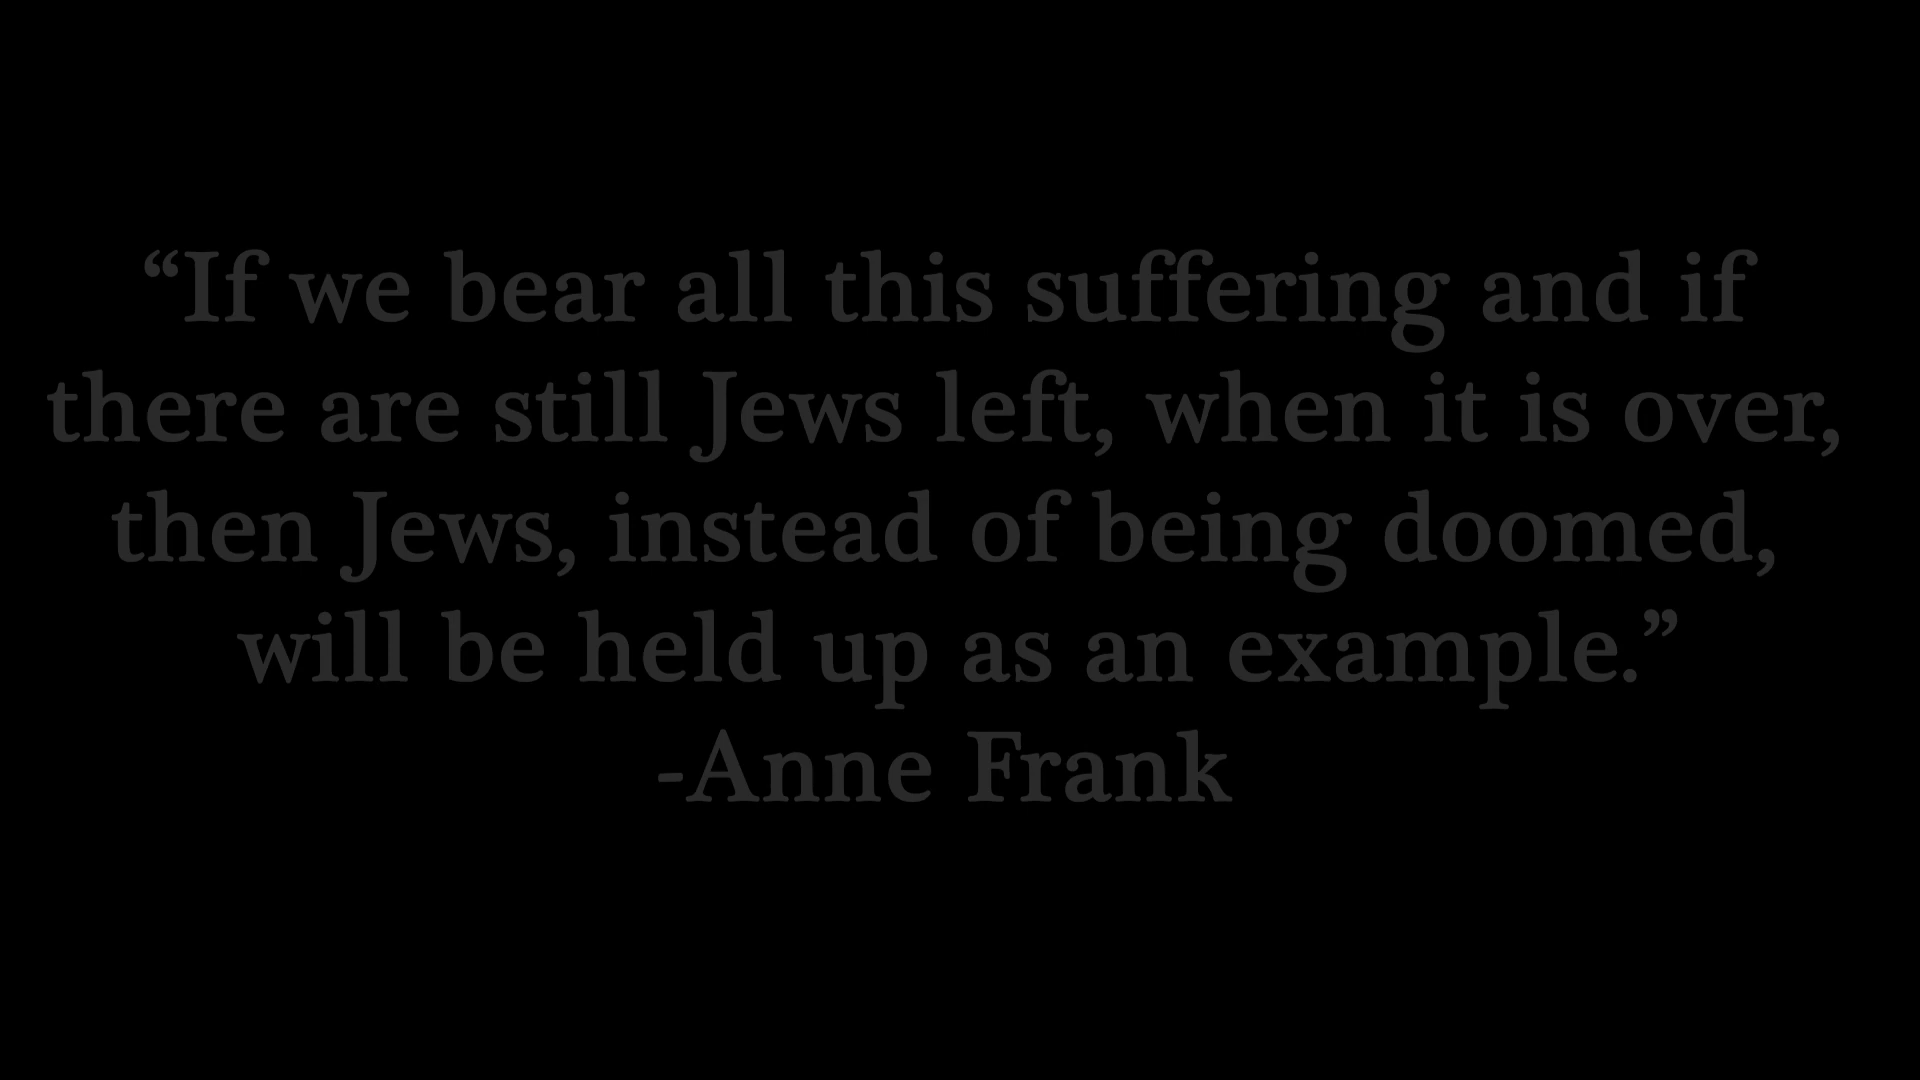 “If we bear all this suffering and if
there are still Jews left, when it is over,
then Jews, instead of being doomed,
will be held up as an example.”
-Anne Frank